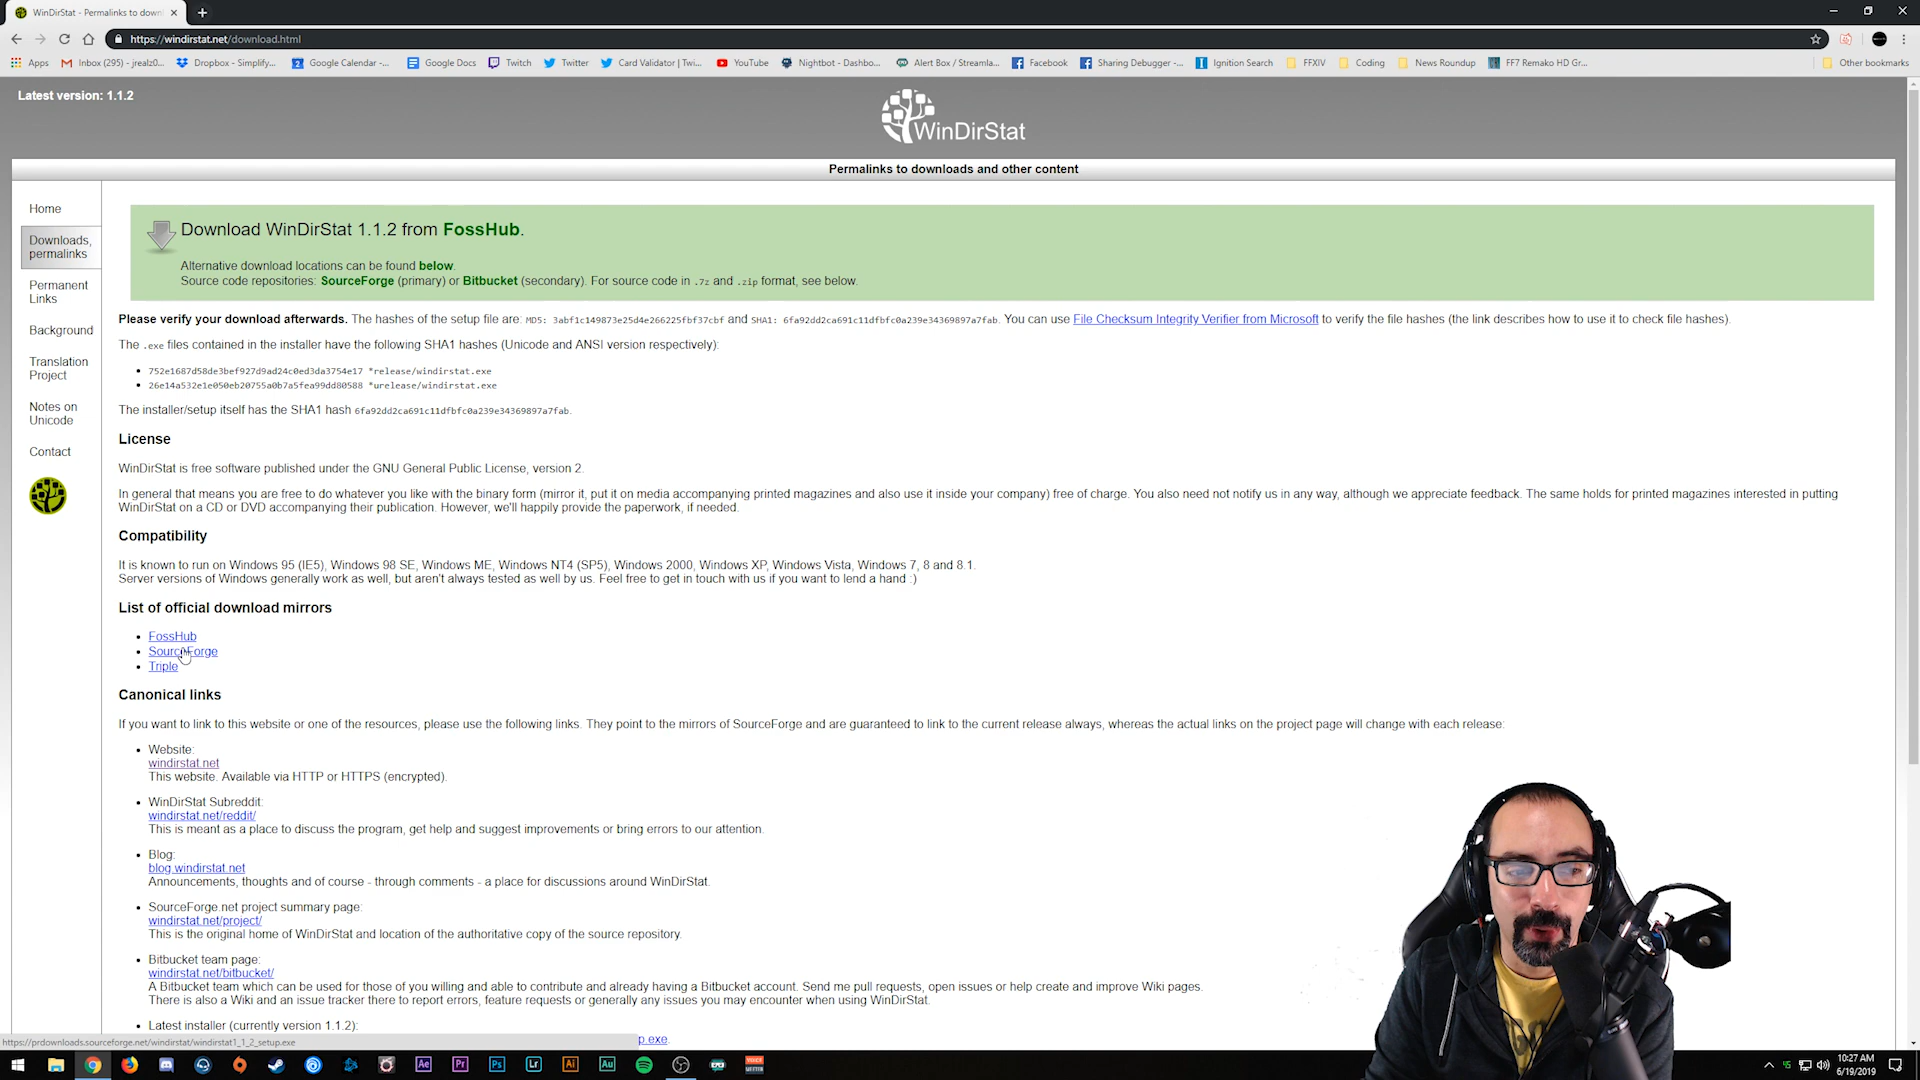 WinDirStat - Permalinks to down
https://windirstat.net/download.html
Apps
Inbox (295) - jrealz0...
Dropbox - Simplify...
Google Calendar -...
Google Docs
Twitch
Twitter
Card Validator | Twi...
YouTube
Nightbot - Dashbo...
Alert Box / Streamla...
Facebook
Sharing Debugger -...
Ignition Search
FFXIV
Coding
News Roundup
FF7 Remako HD Gr...
Other bookmarks
Latest version: 1.1.2
WinDirStat
Permalinks to downloads and other content
Home
Downloads, permalinks
Permanent Links
Background
Translation Project
Notes on Unicode
Contact
Download WinDirStat 1.1.2 from FossHub.
Alternative download locations can be found below.
Source code repositories: SourceForge (primary) or Bitbucket (secondary). For source code in .7z and .zip format, see below.
Please verify your download afterwards. The hashes of the setup file are: MD5: 3abf1c149873e25d4e266225fbf37cbf and SHA1: 6fa92dd2ca691c11dfbfc0a239e34369897a7fab. You can use File Checksum Integrity Verifier from Microsoft to verify the file hashes (the link describes how to use it to check file hashes).
The .exe files contained in the installer have the following SHA1 hashes (Unicode and ANSI version respectively):
752e1687d58de3bef927d9ad24c0ed3da3754e17 *release/windirstat.exe
26e14a532e1e050eb20755a0b7a5fea99dd80588 *urelease/windirstat.exe
The installer/setup itself has the SHA1 hash 6fa92dd2ca691c11dfbfc0a239e34369897a7fab.
License
WinDirStat is free software published under the GNU General Public License, version 2.
In general that means you are free to do whatever you like with the binary form (mirror it, put it on media accompanying printed magazines and also use it inside your company) free of charge. You also need not notify us in any way, although we appreciate feedback. The same holds for printed magazines interested in putting
WinDirStat on a CD or DVD accompanying their publication. However, we'll happily provide the paperwork, if needed.
Compatibility
It is known to run on Windows 95 (IE5), Windows 98 SE, Windows ME, Windows NT4 (SP5), Windows 2000, Windows XP, Windows Vista, Windows 7, 8 and 8.1.
Server versions of Windows generally work as well, but aren't always tested as well by us. Feel free to get in touch with us if you want to lend a hand :)
List of official download mirrors
FossHub
SourceForge
Triple
Canonical links
If you want to link to this website or one of the resources, please use the following links. They point to the mirrors of SourceForge and are guaranteed to link to the current release always, whereas the actual links on the project page will change with each release:
Website:
windirstat.net
This website. Available via HTTP or HTTPS (encrypted).
WinDirStat Subreddit:
windirstat.net/reddit/
This is meant as a place to discuss the program, get help and suggest improvements or bring errors to our attention.
Blog:
blog.windirstat.net
Announcements, thoughts and of course - through comments - a place for discussions around WinDirStat.
SourceForge.net project summary page:
windirstat.net/project/
This is the original home of WinDirStat and location of the authoritative copy of the source repository.
Bitbucket team page:
windirstat.net/bitbucket/
A Bitbucket team which can be used for those of you willing and able to contribute and already having a Bitbucket account. Send me pull requests, open issues or help create and improve Wiki pages.
There is also a Wiki and an issue tracker there to report errors, feature requests or generally any issues you may encounter when using WinDirStat.
Latest installer (currently version 1.1.2):
p.exe.
https://prdownloads.sourceforge.net/windirstat/windirstat1_1_2_setup.exe
Ae
Pr
Ps
Lr
Ai
Au
10:27 AM
6/19/2019